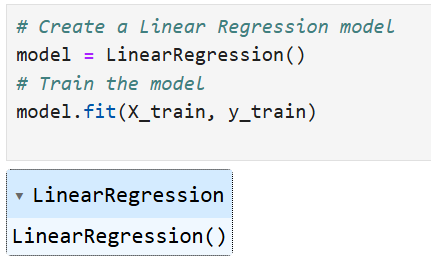 # Create a Linear Regression model
model = LinearRegression()
# Train the model
model.fit(X_train, y_train)
▾ LinearRegression
LinearRegression()